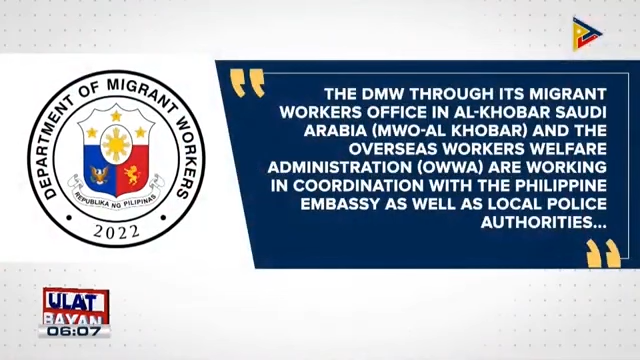 DEPARTMENT OF MIGRANT WORKERS
REPUBLIKA NG PILIPINAS
2022
THE DMW THROUGH ITS MIGRANT
WORKERS OFFICE IN AL-KHOBAR SAUDI
ARABIA (MWO-AL KHOBAR) AND THE
OVERSEAS WORKERS WELFARE
ADMINISTRATION (OWWA) ARE WORKING
IN COORDINATION WITH THE PHILIPPINE
EMBASSY AS WELL AS LOCAL POLICE
AUTHORITIES...
ULAT
BAYAN
06:07